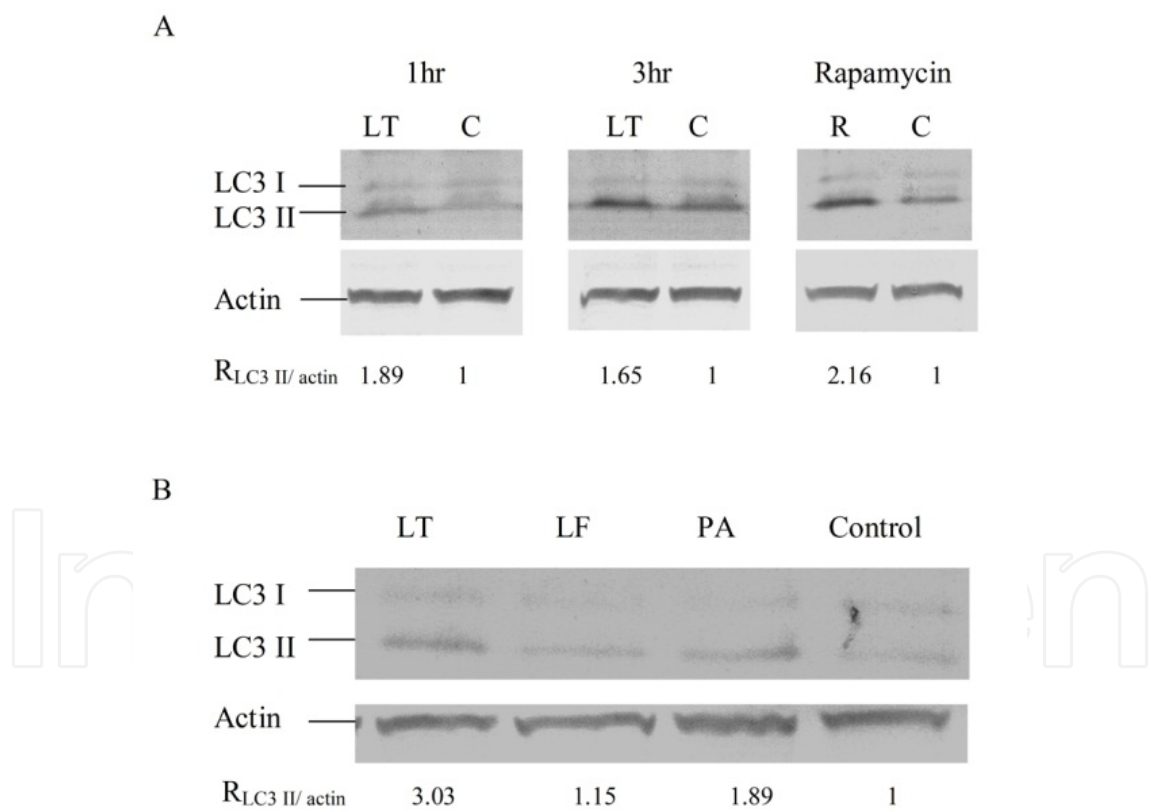 A
1hr 3hr Rapamycin
LT C LT C R C
LC3 I
LC3 II
Actin
RLC3 II/ actin 1.89 1 1.65 1 2.16 1
B
LT LF PA Control
LC3 I
LC3 II
Actin
RLC3 II/ actin 3.03 1.15 1.89 1